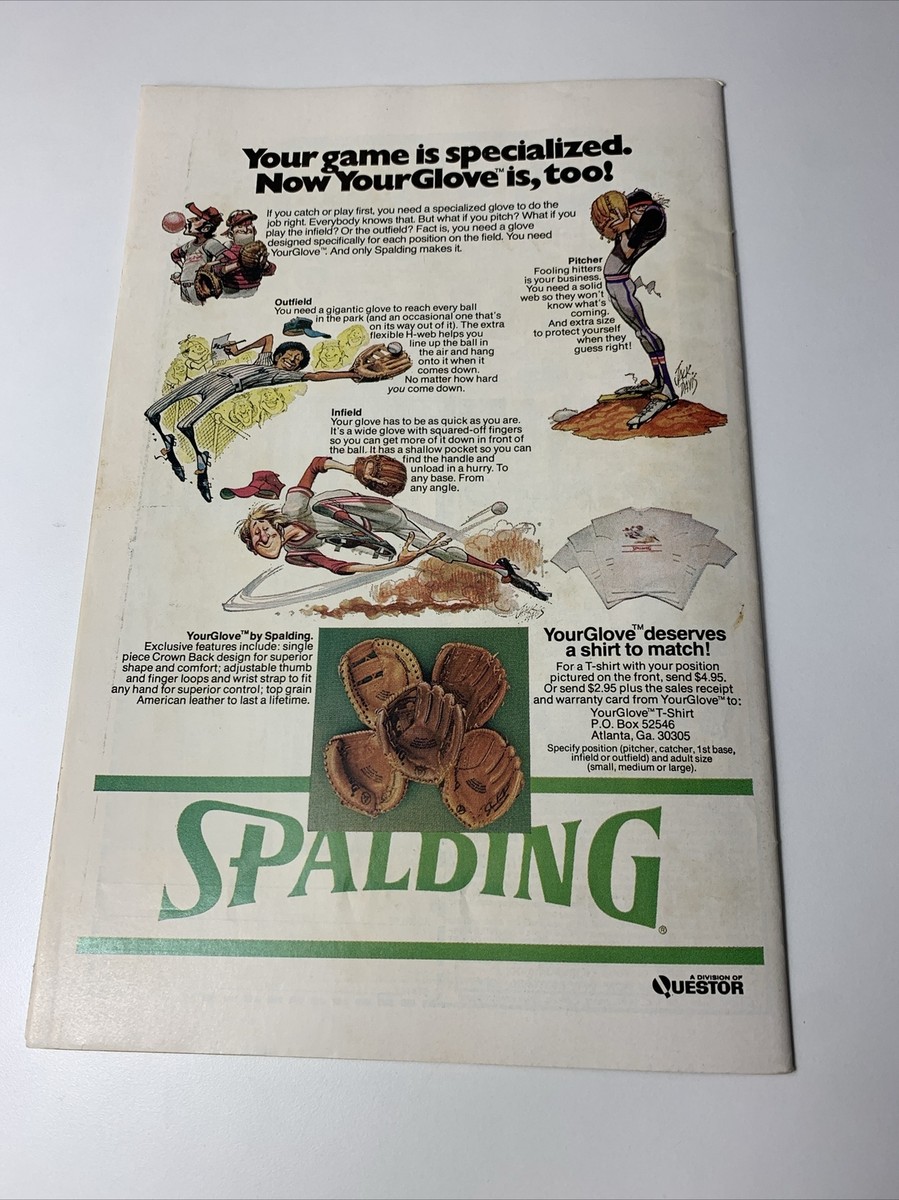 Your game is specialized.
Now YourGlove™ is, too!
If you catch or play first, you need a specialized glove to do the
job right. Everybody knows that. But what if you pitch? What if you
play the infield? Or the outfield? Fact is, you need a glove
designed specifically for each position on the field. You need
YourGlove™. And only Spalding makes it.
Pitcher
Fooling hitters
is your business.
You need a solid
web so they won't
know what's
coming.
And extra size
to protect yourself
when they
guess right!
JACK
DAVIS
Outfield
You need a gigantic glove to reach every ball
in the park (and an occasional one that's
on its way out of it). The extra
flexible H-web helps you
line up the ball in
the air and hang
onto it when it
comes down.
No matter how hard
you come down.
Infield
Your glove has to be as quick as you are.
It's a wide glove with squared-off fingers
so you can get more of it down in front of
the ball. It has a shallow pocket so you can
find the handle and
unload in a hurry. To
any base. From
any angle.
SPALDING
YourGlove™ by Spalding.
Exclusive features include: single
piece Crown Back design for superior
shape and comfort; adjustable thumb
and finger loops and wrist strap to fit
any hand for superior control; top grain
American leather to last a lifetime.
YourGlove™ deserves
a shirt to match!
For a T-shirt with your position
pictured on the front, send $4.95.
Or send $2.95 plus the sales receipt
and warranty card from YourGlove™ to:
YourGlove™ T-Shirt
P.O. Box 52546
Atlanta, Ga. 30305
Specify position (pitcher, catcher, 1st base,
infield or outfield) and adult size
(small, medium or large).
SPALDING®
A DIVISION OF
QUESTOR